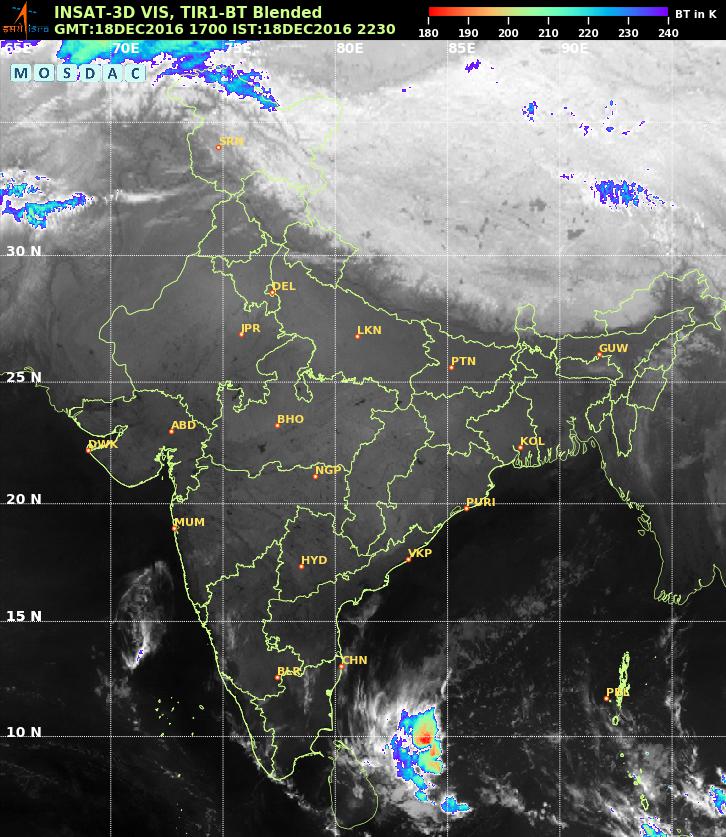 INSAT-3D VIS, TIR1-BT Blended
GMT:18DEC2016 1700 IST:18DEC2016 2230
BT in K
180 190 200 210 220 230 240
65E 70E 75E 80E 85E 90E
M O S D A C
SRN
30 N
DEL
JPR
LKN
GUW
PTN
25 N
BHO
ABD
KOL
DWK
NGP
20 N
PURI
MUM
VKP
HYD
15 N
CHN
BLR
PBL
10 N